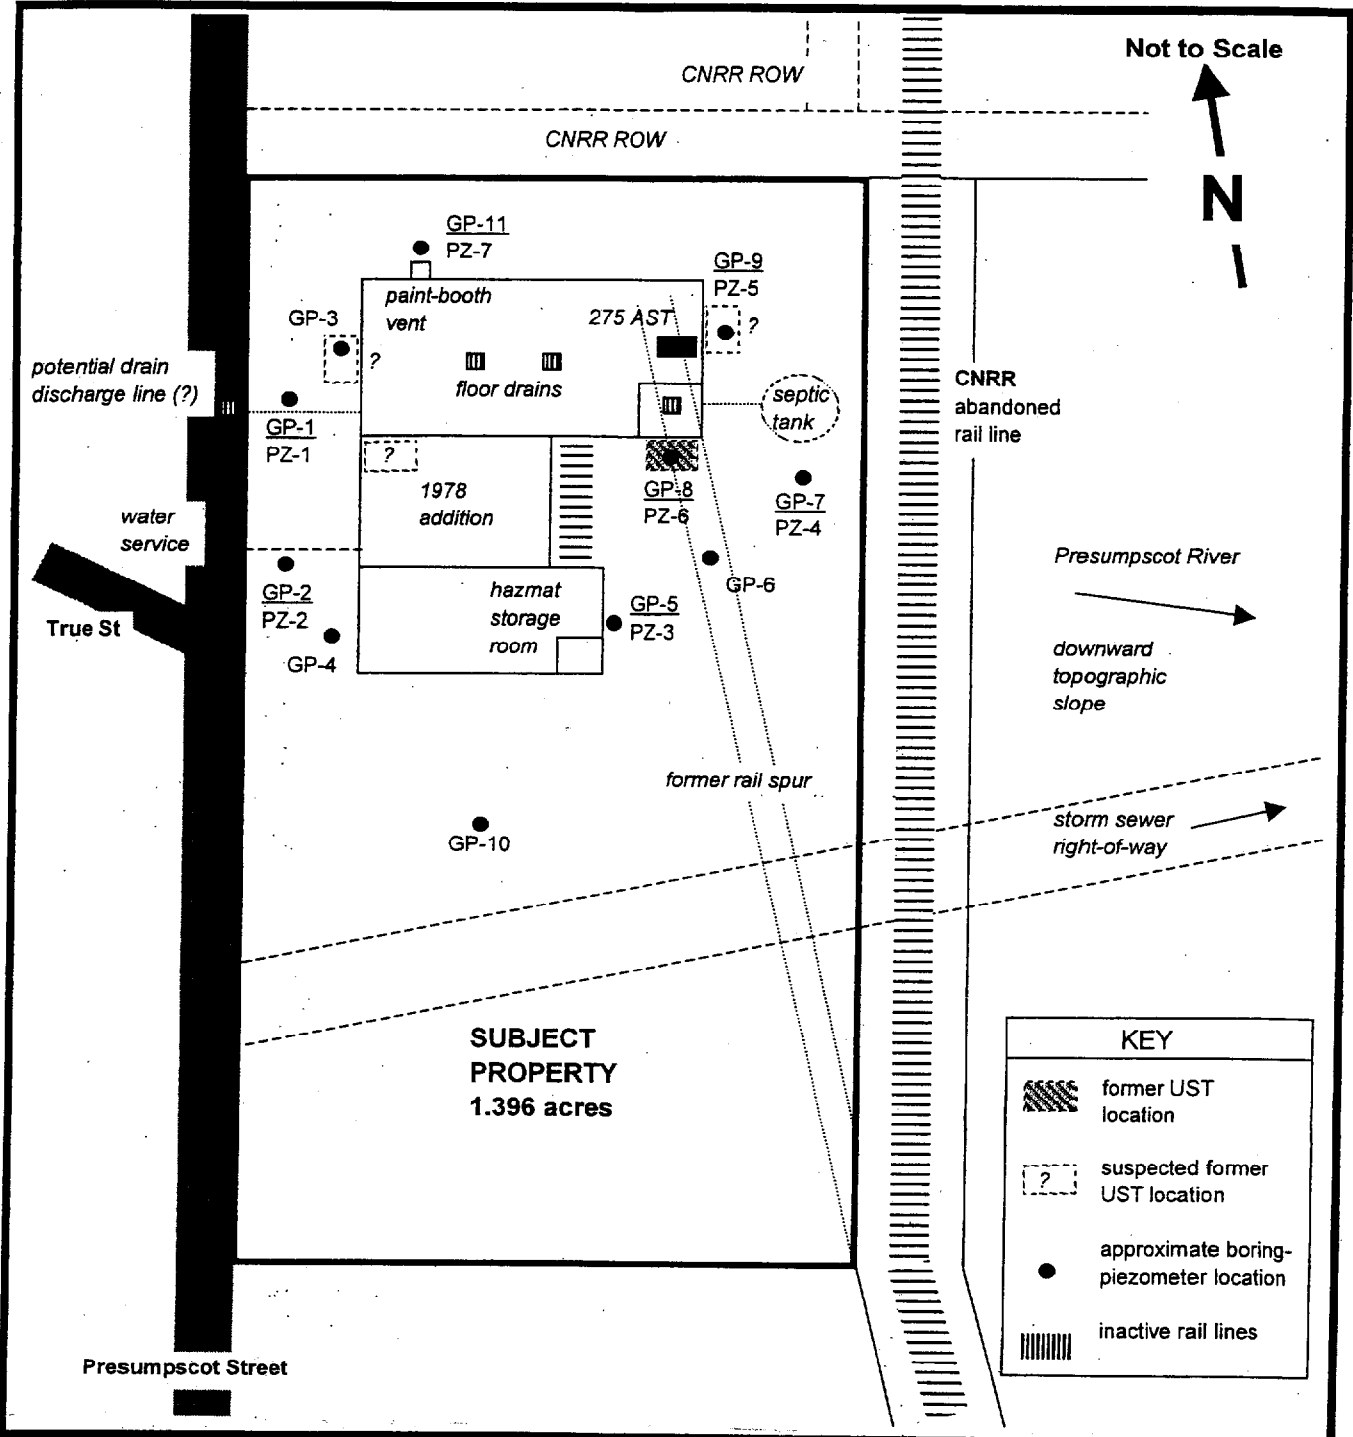 Not to Scale
CNRR ROW
CNRR ROW
N
GP-11
PZ-7
GP-9
PZ-5
paint-booth
vent
275 AST
GP-3
?
?
potential drain
discharge line (?)
floor drains
CNRR
abandoned
rail line
septic
tank
GP-1
PZ-1
?
1978
addition
GP-8
PZ-6
GP-7
PZ-4
water
service
Presumpscot River
GP-6
GP-2
PZ-2
hazmat
storage
room
GP-5
PZ-3
True St
GP-4
downward
topographic
slope
former rail spur
storm sewer
right-of-way
GP-10
SUBJECT
PROPERTY
1.396 acres
KEY
former UST
location
?
suspected former
UST location
approximate boring-
piezometer location
inactive rail lines
Presumpscot Street